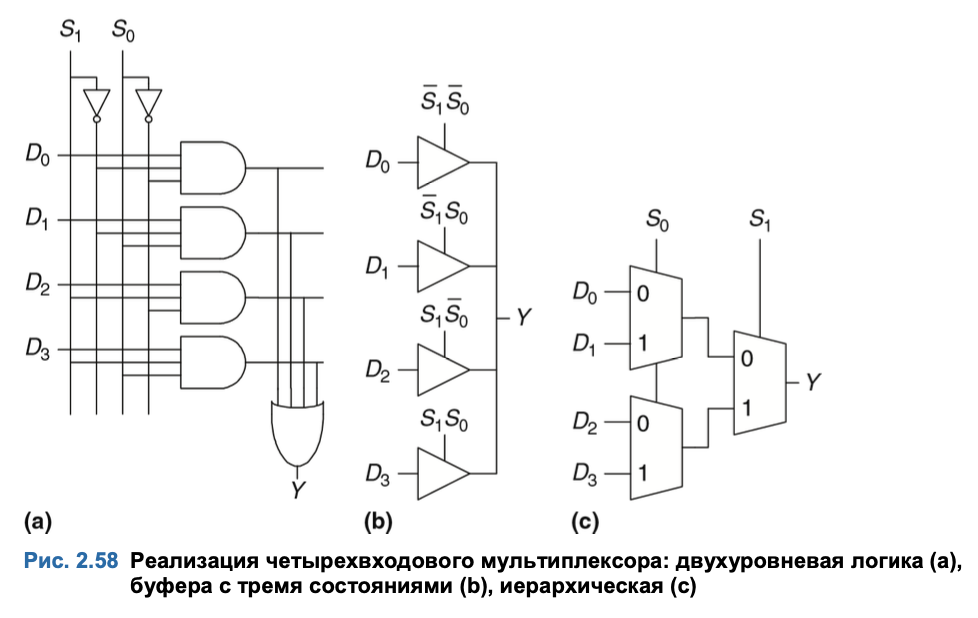 S₁ S₀
D₀
D₁
D₂
D₃
Y
(a)
S̅₁S̅₀
D₀
S̅₁S₀
D₁
S₁S̅₀
Y
D₂
S₁S₀
D₃
(b)
S₀ S₁
D₀ 0
D₁ 1
0
Y
1
D₂ 0
D₃ 1
(c)
Рис. 2.58 Реализация четырехвходового мультиплексора: двухуровневая логика (a),
буфера с тремя состояниями (b), иерархическая (c)